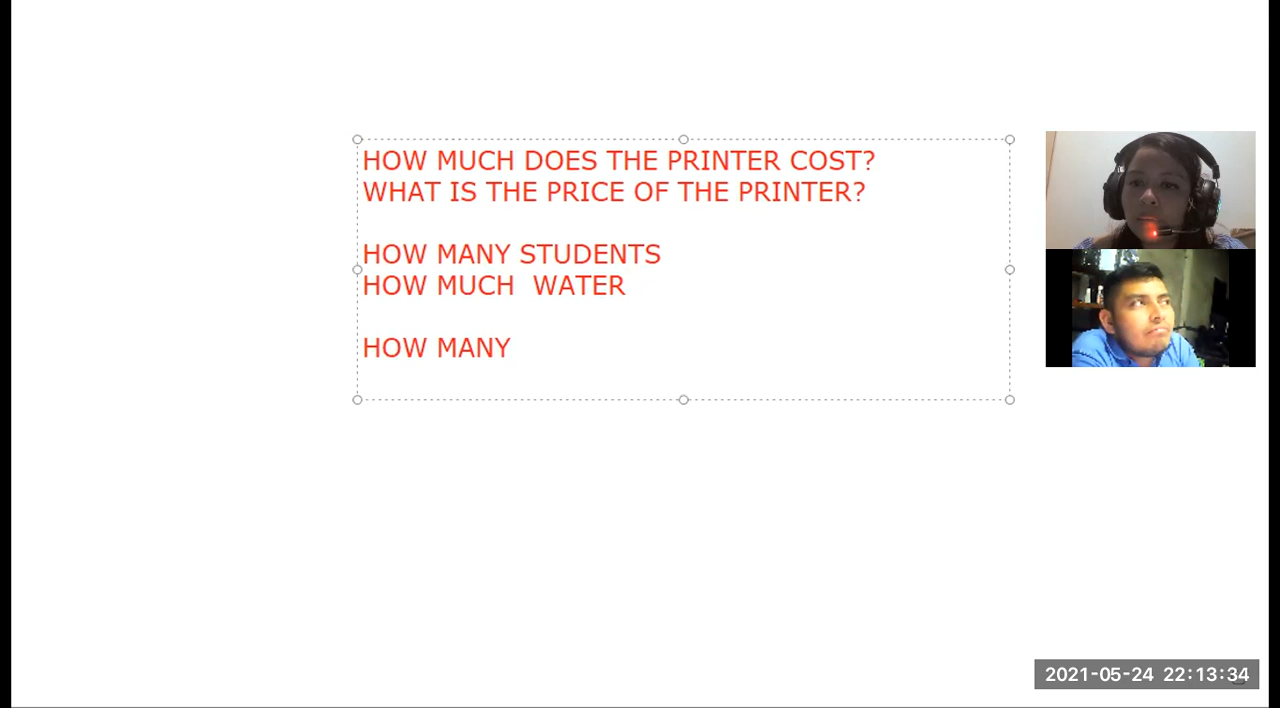 HOW MUCH DOES THE PRINTER COST?
WHAT IS THE PRICE OF THE PRINTER?
HOW MANY STUDENTS
HOW MUCH  WATER
HOW MANY
2021-05-24 22:13:34